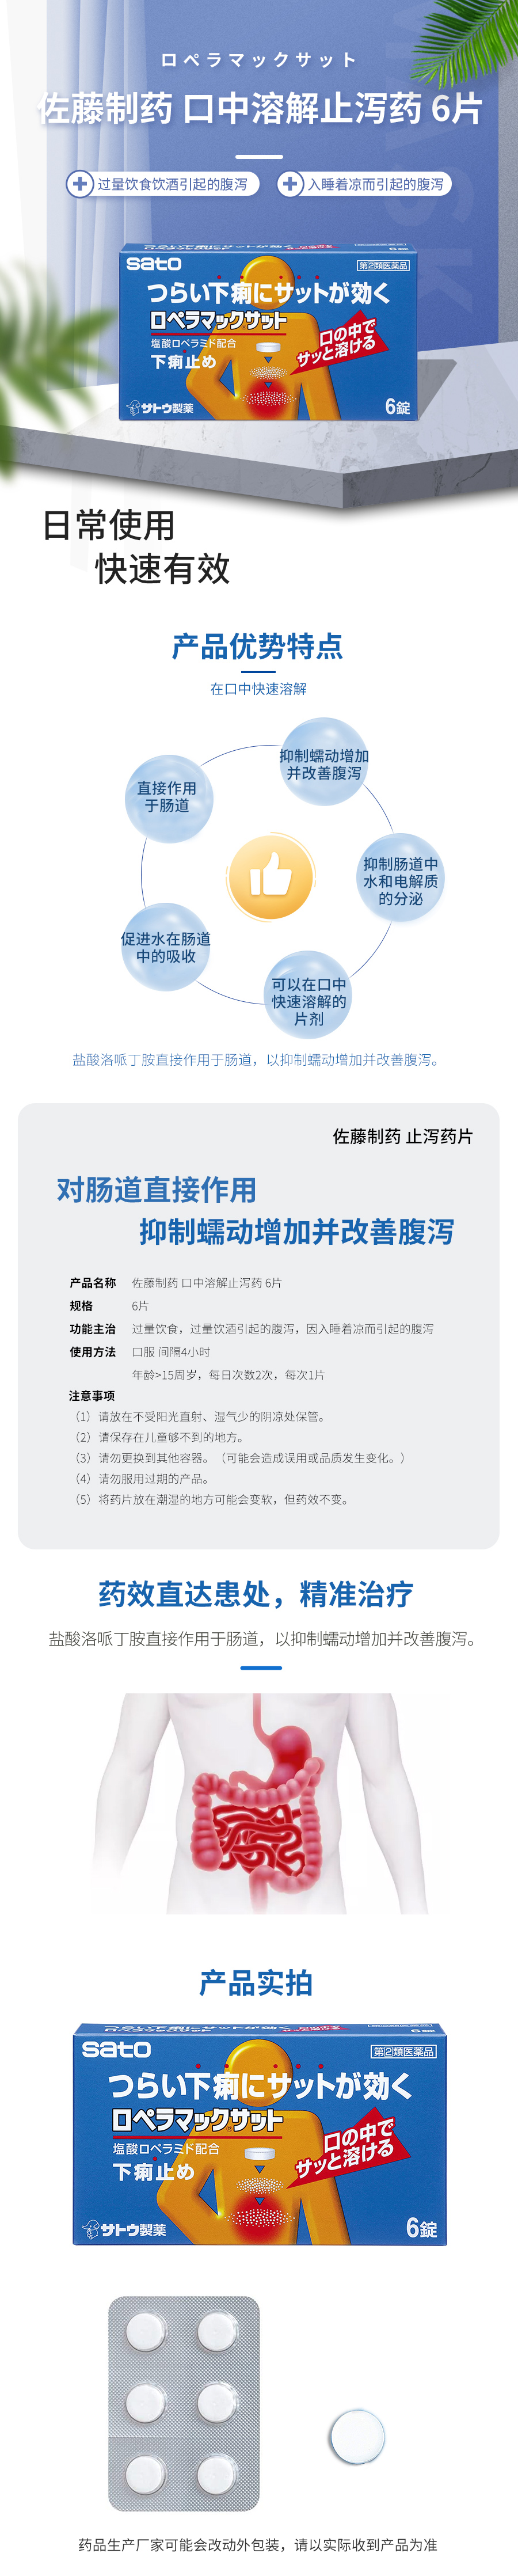 ロペラマックサット
佐藤制药 口中溶解止泻药 6片
过量饮食饮酒引起的腹泻
入睡着凉而引起的腹泻
sato
第②類医薬品
つらい下痢にサットが効く
ロペラマックサット
塩酸ロペラミド配合
下痢止め
口の中で
サッと溶ける
サトウ製薬
6錠
日常使用
快速有效
产品优势特点
在口中快速溶解
抑制蠕动增加
并改善腹泻
直接作用
于肠道
抑制肠道中
水和电解质
的分泌
促进水在肠道
中的吸收
可以在口中
快速溶解的
片剂
盐酸洛哌丁胺直接作用于肠道，以抑制蠕动增加并改善腹泻。
佐藤制药 止泻药片
对肠道直接作用
抑制蠕动增加并改善腹泻
产品名称 佐藤制药 口中溶解止泻药 6片
规格 6片
功能主治 过量饮食，过量饮酒引起的腹泻，因入睡着凉而引起的腹泻
使用方法 口服 间隔4小时
年龄>15周岁，每日次数2次，每次1片
注意事项
（1）请放在不受阳光直射、湿气少的阴凉处保管。
（2）请保存在儿童够不到的地方。
（3）请勿更换到其他容器。（可能会造成误用或品质发生变化。）
（4）请勿服用过期的产品。
（5）将药片放在潮湿的地方可能会变软，但药效不变。
药效直达患处，精准治疗
盐酸洛哌丁胺直接作用于肠道，以抑制蠕动增加并改善腹泻。
产品实拍
sato
第②類医薬品
つらい下痢にサットが効く
ロペラマックサット
塩酸ロペラミド配合
下痢止め
口の中で
サッと溶ける
サトウ製薬
6錠
药品生产厂家可能会改动外包装，请以实际收到产品为准